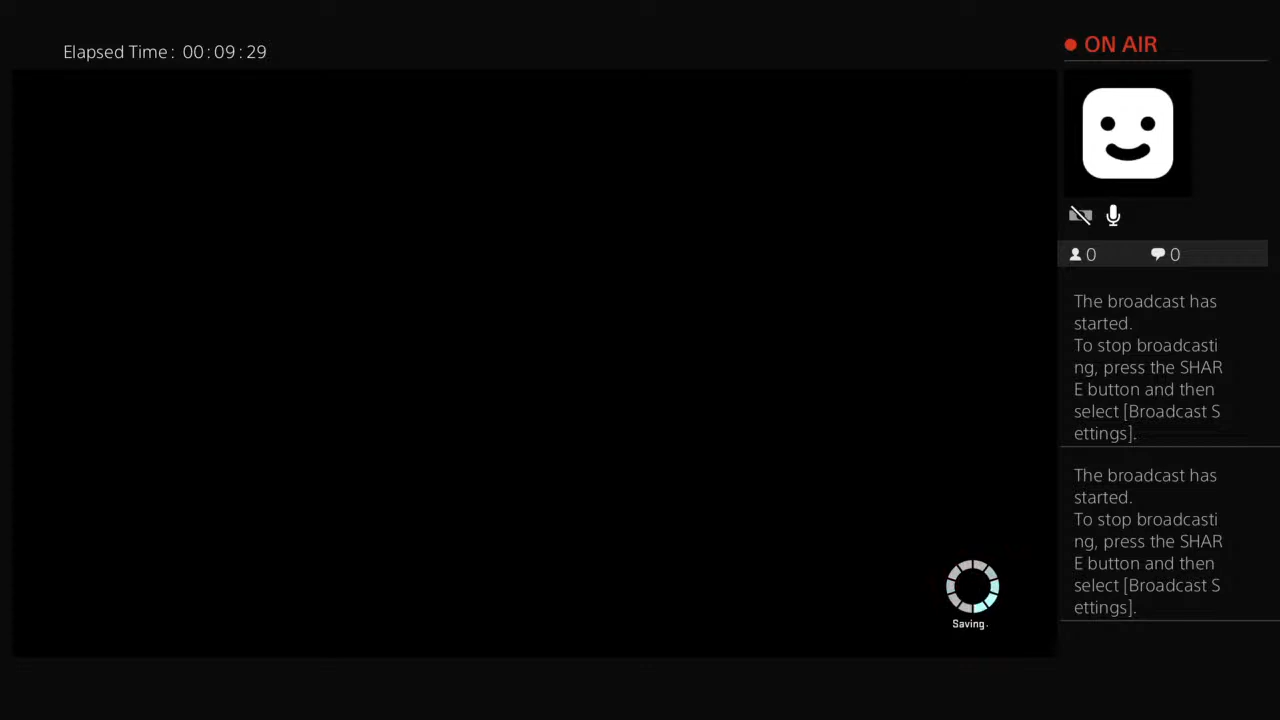 Elapsed Time: 00:09:29
ON AIR
0 0
The broadcast has
started.
To stop broadcasti
ng, press the SHAR
E button and then
select [Broadcast S
ettings].
The broadcast has
started.
To stop broadcasti
ng, press the SHAR
E button and then
select [Broadcast S
ettings].
Saving.